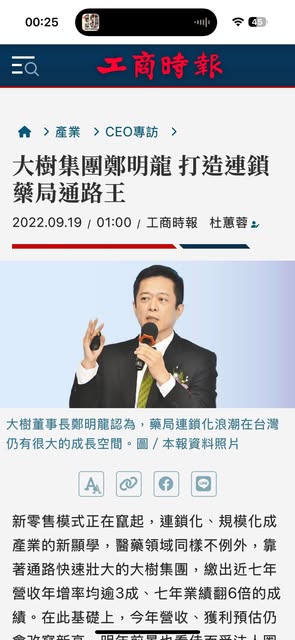 00:25
45
工商時報
產業
CEO專訪
大樹集團鄭明龍 打造連鎖
藥局通路王
2022.09.19 / 01:00 / 工商時報 杜蕙蓉
大樹董事長鄭明龍認為，藥局連鎖化浪潮在台灣
仍有很大的成長空間。圖／本報資料照片
新零售模式正在竄起，連鎖化、規模化成
產業的新顯學，醫藥領域同樣不例外，靠
著通路快速壯大的大樹集團，繳出近七年
營收年增率均逾3成、七年業績翻6倍的成
績。在此基礎上，今年營收、獲利預估仍